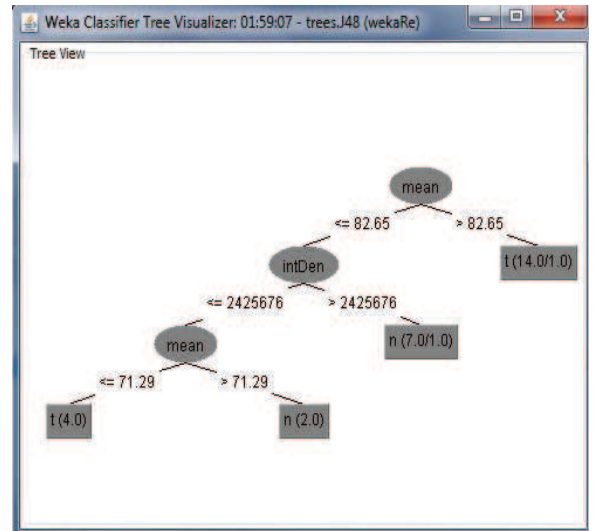 Weka Classifier Tree Visualizer: 01:59:07 - trees.J48 (wekaRe)
Tree View
mean
<= 82.65 > 82.65
intDen t (14.0/1.0)
<= 2425676 > 2425676
mean n (7.0/1.0)
<= 71.29 > 71.29
t (4.0) n (2.0)